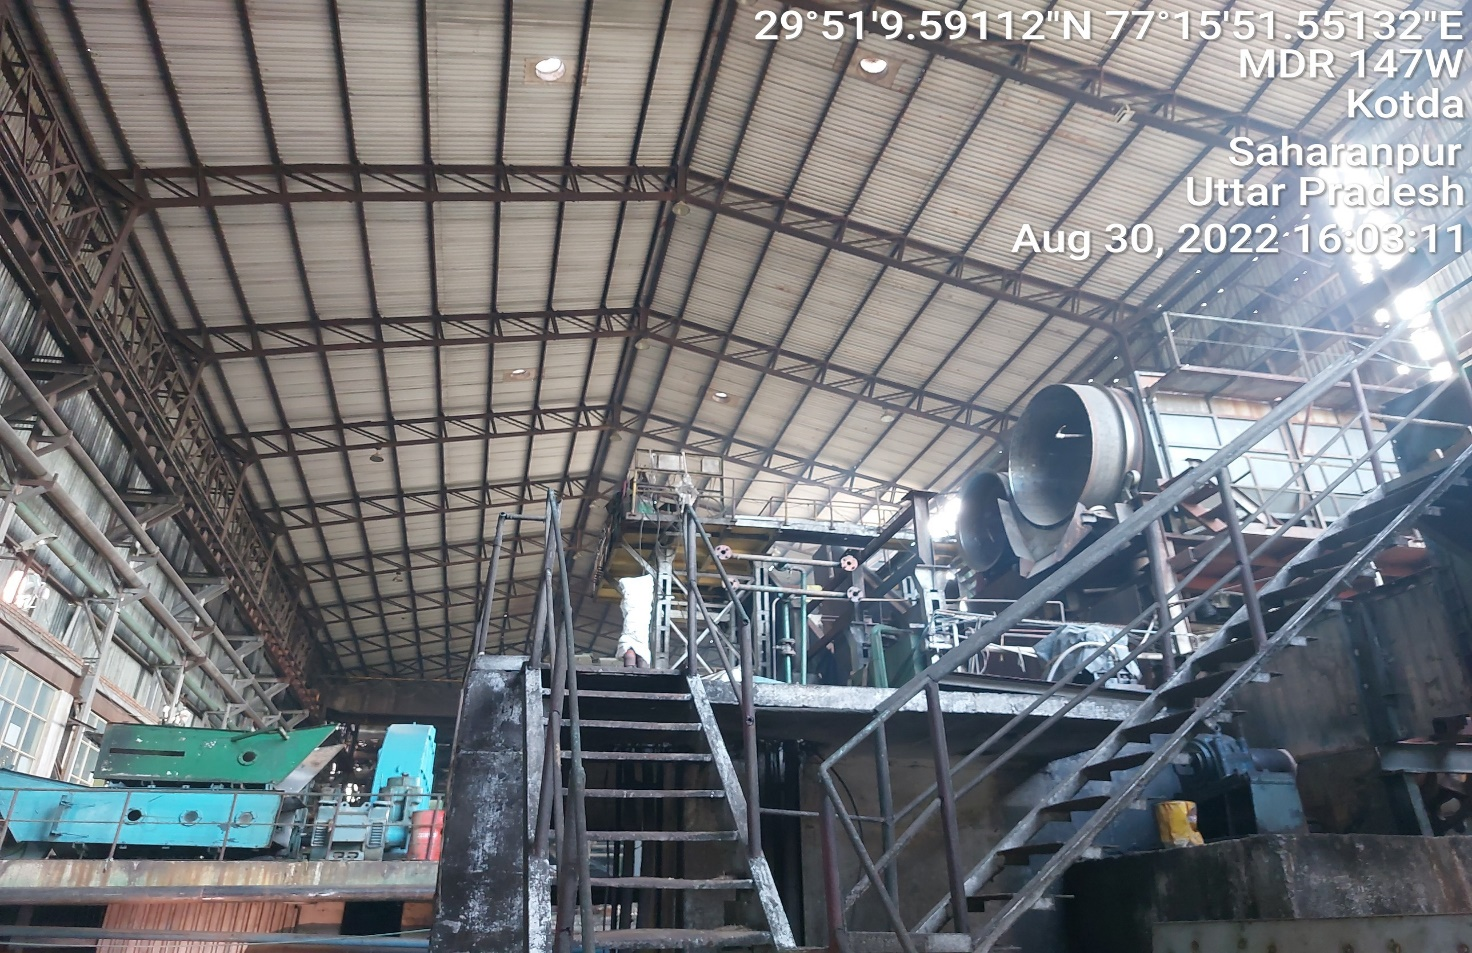 29°51'9.59112"N 77°15'51.55132"E
MDR 147W
Kotda
Saharanpur
Uttar Pradesh
Aug 30, 2022 16:03:11